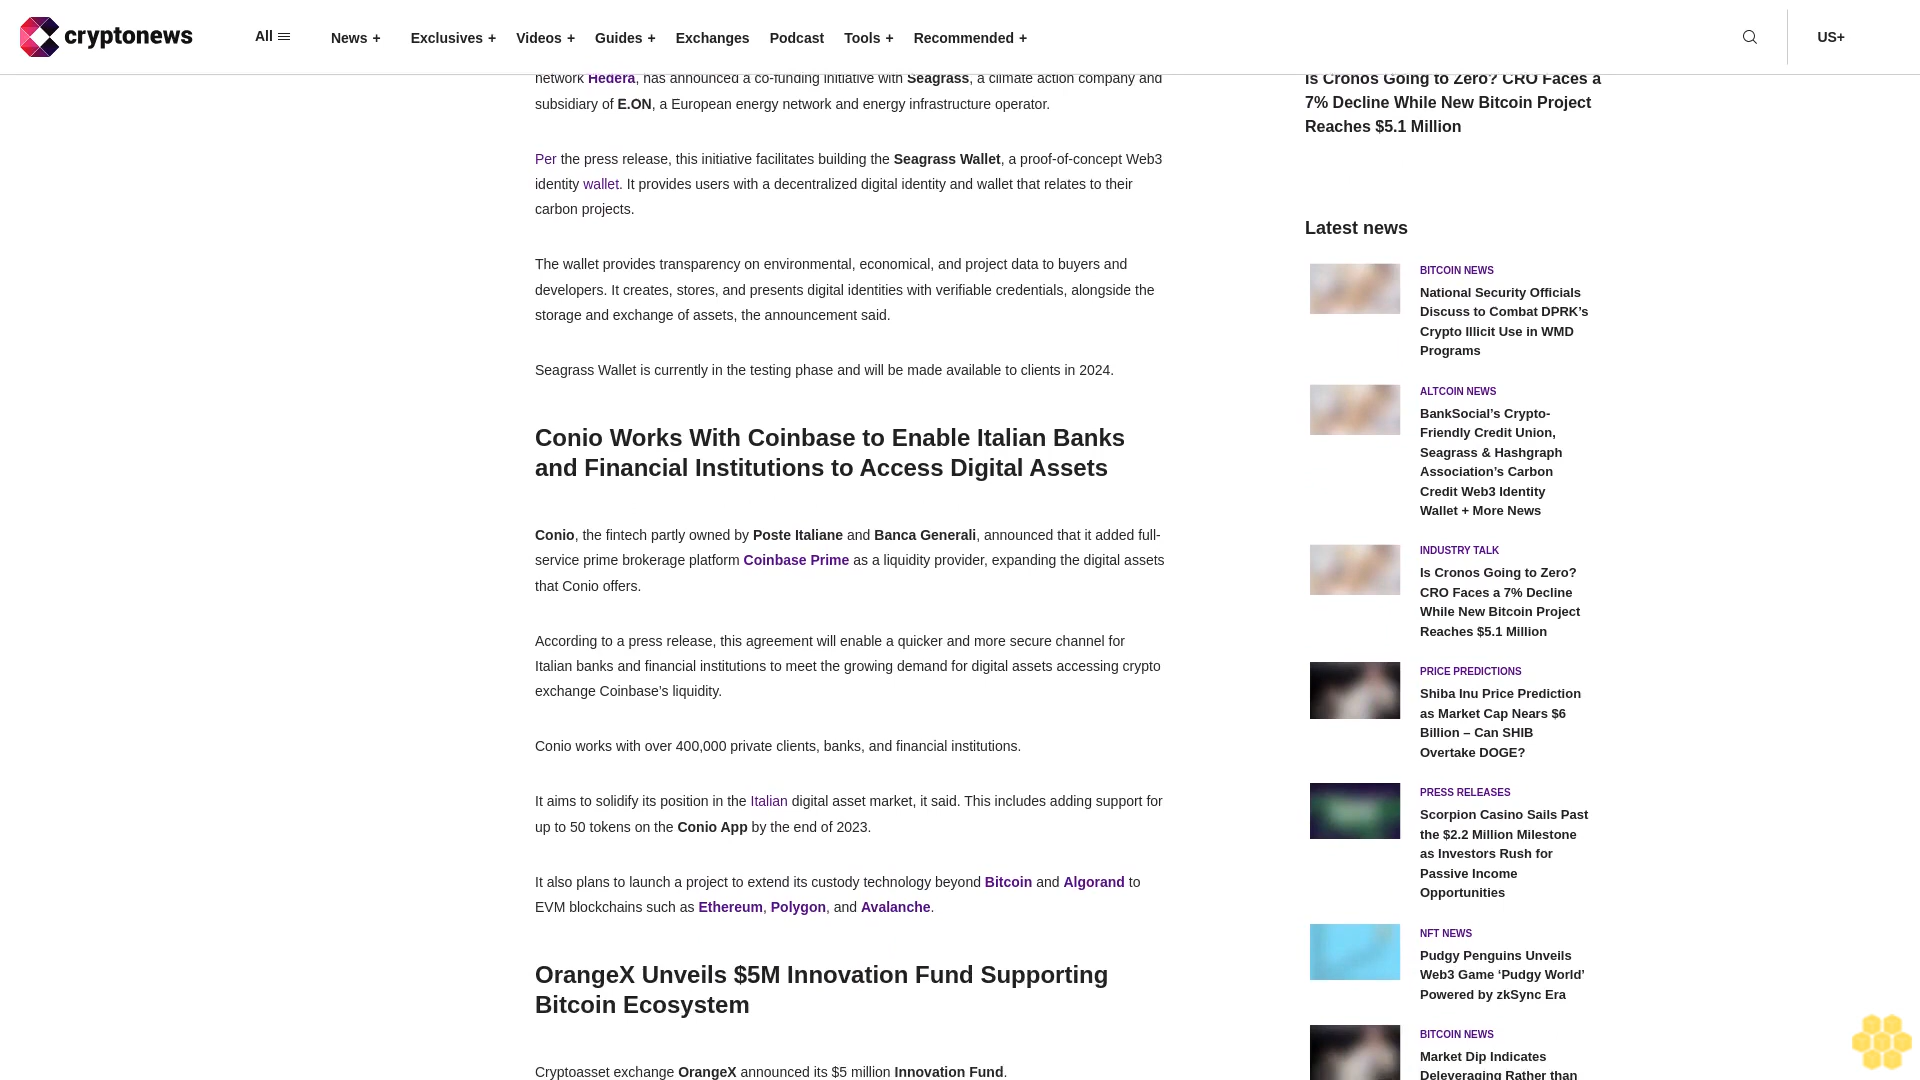 cryptonews
All
News +
Exclusives +
Videos +
Guides +
Exchanges
Podcast
Tools +
Recommended +
US+
network Hedera, has announced a co-funding initiative with Seagrass, a climate action company and
subsidiary of E.ON, a European energy network and energy infrastructure operator.
Per the press release, this initiative facilitates building the Seagrass Wallet, a proof-of-concept Web3
identity wallet. It provides users with a decentralized digital identity and wallet that relates to their
carbon projects.
The wallet provides transparency on environmental, economical, and project data to buyers and
developers. It creates, stores, and presents digital identities with verifiable credentials, alongside the
storage and exchange of assets, the announcement said.
Seagrass Wallet is currently in the testing phase and will be made available to clients in 2024.
Conio Works With Coinbase to Enable Italian Banks
and Financial Institutions to Access Digital Assets
Conio, the fintech partly owned by Poste Italiane and Banca Generali, announced that it added full-
service prime brokerage platform Coinbase Prime as a liquidity provider, expanding the digital assets
that Conio offers.
According to a press release, this agreement will enable a quicker and more secure channel for
Italian banks and financial institutions to meet the growing demand for digital assets accessing crypto
exchange Coinbase’s liquidity.
Conio works with over 400,000 private clients, banks, and financial institutions.
It aims to solidify its position in the Italian digital asset market, it said. This includes adding support for
up to 50 tokens on the Conio App by the end of 2023.
It also plans to launch a project to extend its custody technology beyond Bitcoin and Algorand to
EVM blockchains such as Ethereum, Polygon, and Avalanche.
OrangeX Unveils $5M Innovation Fund Supporting
Bitcoin Ecosystem
Cryptoasset exchange OrangeX announced its $5 million Innovation Fund.
Is Cronos Going to Zero? CRO Faces a
7% Decline While New Bitcoin Project
Reaches $5.1 Million
Latest news
BITCOIN NEWS
National Security Officials
Discuss to Combat DPRK’s
Crypto Illicit Use in WMD
Programs
ALTCOIN NEWS
BankSocial’s Crypto-
Friendly Credit Union,
Seagrass & Hashgraph
Association’s Carbon
Credit Web3 Identity
Wallet + More News
INDUSTRY TALK
Is Cronos Going to Zero?
CRO Faces a 7% Decline
While New Bitcoin Project
Reaches $5.1 Million
PRICE PREDICTIONS
Shiba Inu Price Prediction
as Market Cap Nears $6
Billion – Can SHIB
Overtake DOGE?
PRESS RELEASES
Scorpion Casino Sails Past
the $2.2 Million Milestone
as Investors Rush for
Passive Income
Opportunities
NFT NEWS
Pudgy Penguins Unveils
Web3 Game ‘Pudgy World’
Powered by zkSync Era
BITCOIN NEWS
Market Dip Indicates
Deleveraging Rather than